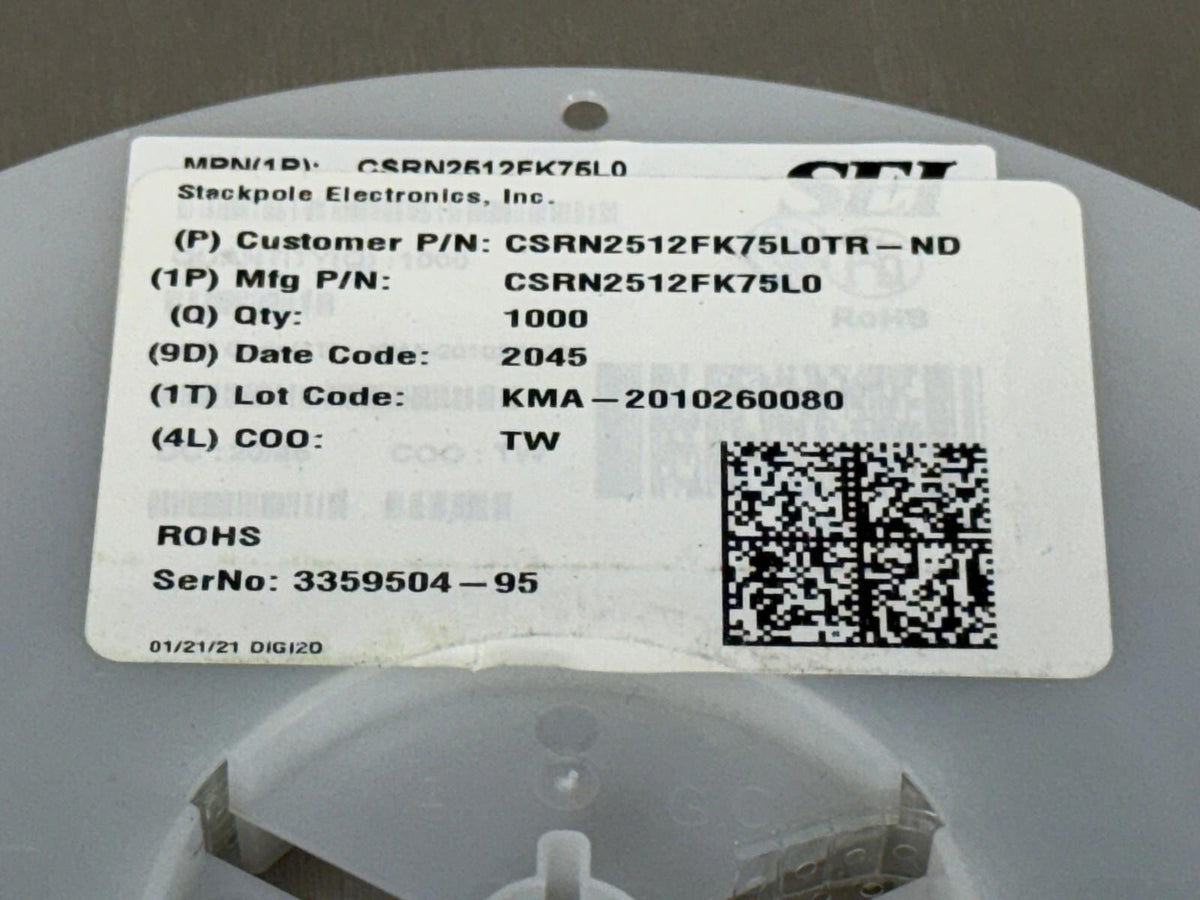 MPN(1P): CSRN2512FK75L0 SEI
Stackpole Electronics, Inc.
(P) Customer P/N: CSRN2512FK75L0TR-ND
(1P) Mfg P/N: CSRN2512FK75L0
(Q) Qty: 1000
RoHS
(9D) Date Code: 2045
(1T) Lot Code: KMA-2010260080
(4L) COO: TW
ROHS
SerNo: 3359504-95
01/21/21 DIGI2D